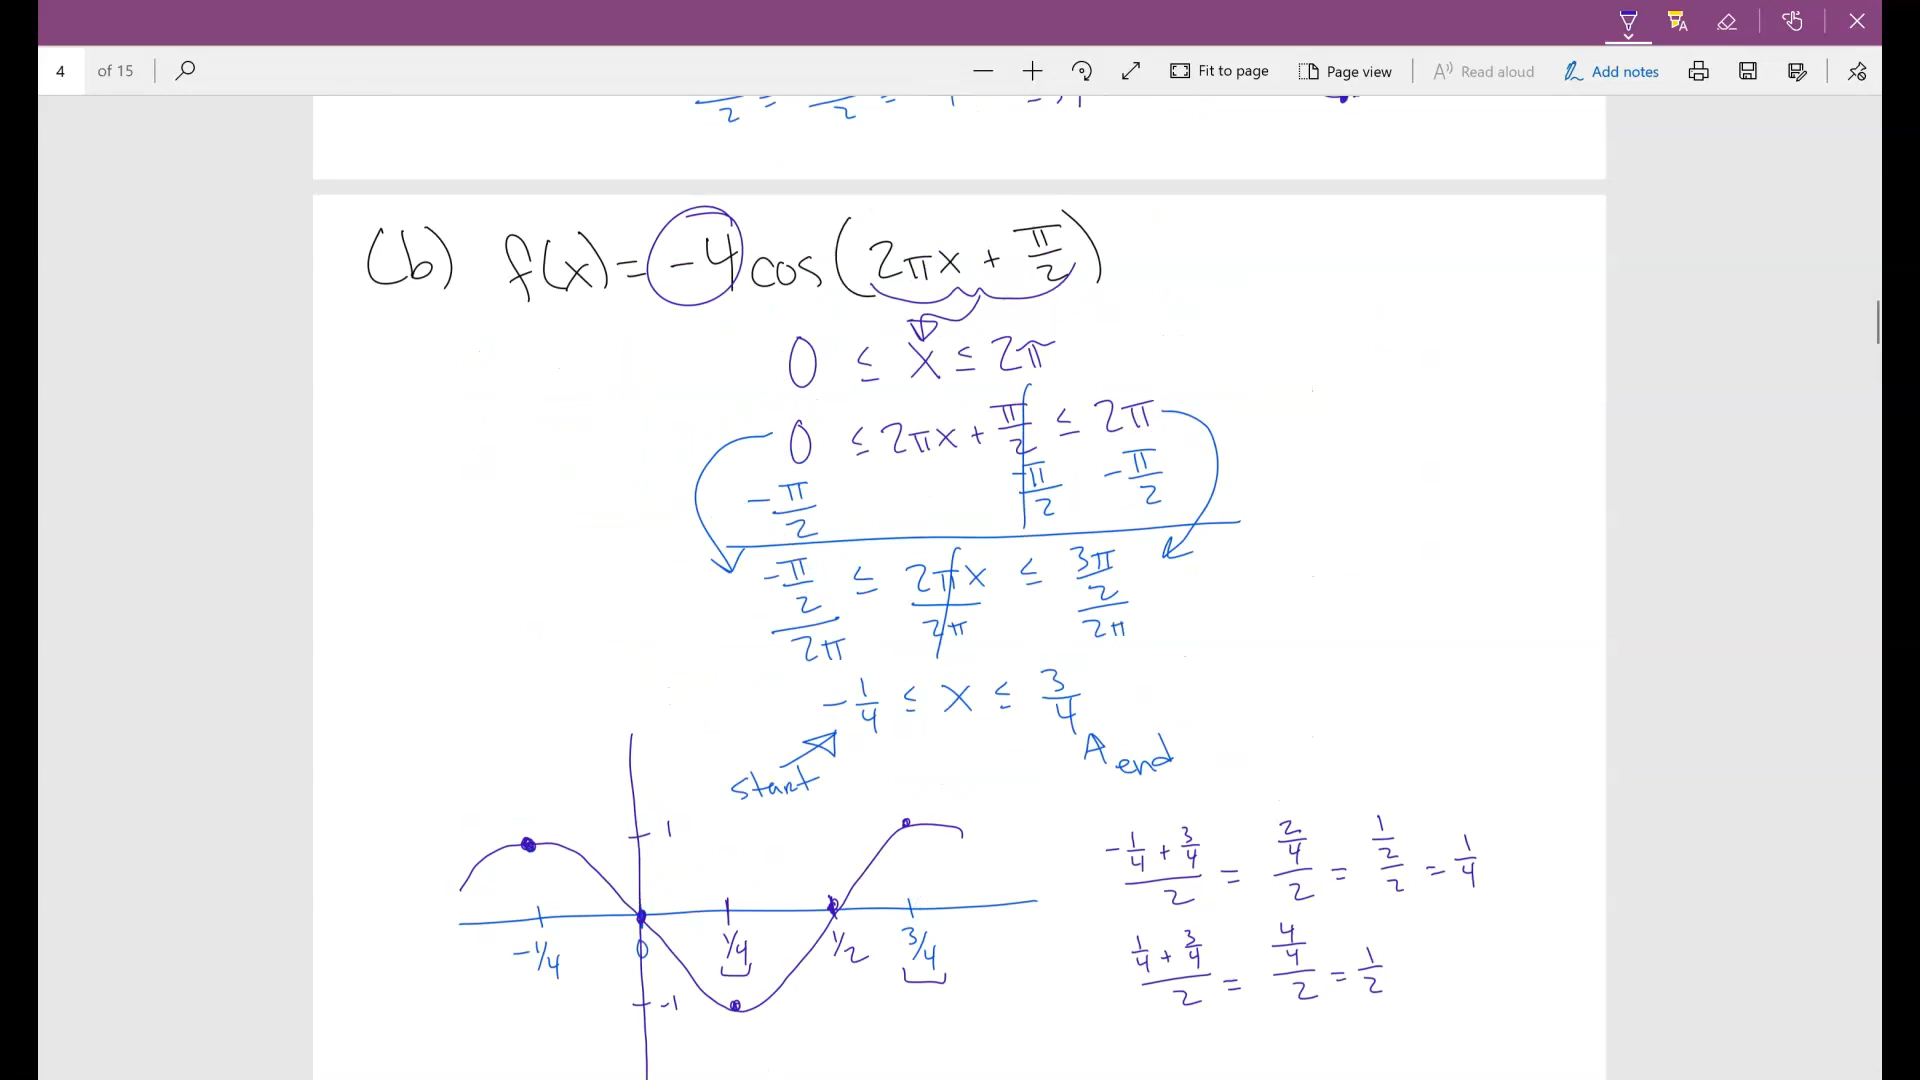 4 of 15 Fit to page Page view Read aloud Add notes
(b) f(x) = -4 cos(2πx + π/2)
0 ≤ x ≤ 2π
0 ≤ 2πx + π/2 ≤ 2π
-π/2 -π/2 -π/2
-π/2/2π ≤ 2πx/2π ≤ 3π/2/2π
-1/4 ≤ x ≤ 3/4
start end
1
-1/4 + 3/4 / 2 = 2/4 / 2 = 1/2 / 2 = 1/4
-1/4 0 1/4 1/2 3/4
1/4 + 3/4 / 2 = 4/4 / 2 = 1/2
-1